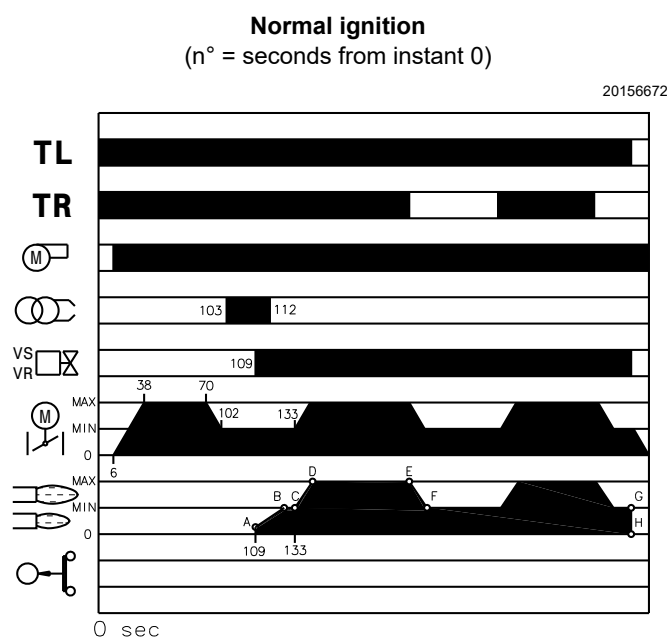 Normal ignition
(n° = seconds from instant 0)
20156672
TL
TR
M
103 112
VS
VR
109
38 70
MAX
M
102 133
MIN
0
6
MAX
D E
B C F G
MIN
A
H
0
109 133
0 sec